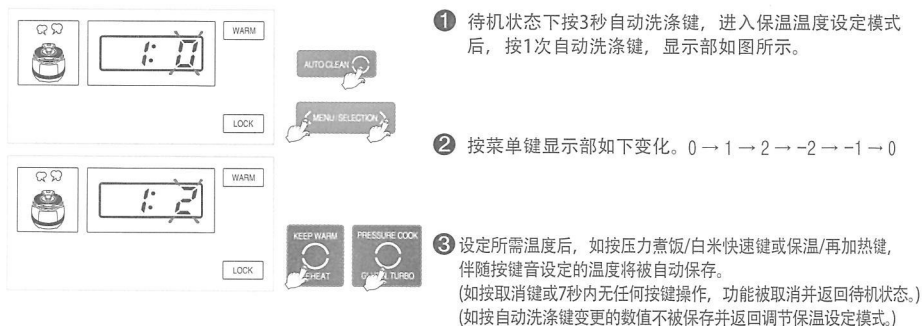 WARM
1: 0
LOCK
AUTO CLEAN
MENU/SELECTION
❶ 待机状态下按3秒自动洗涤键，进入保温温度设定模式
后，按1次自动洗涤键，显示部如图所示。
❷ 按菜单键显示部如下变化。0→1→2→-2→-1→0
WARM
1: 2
LOCK
KEEP WARM
PRESSURE COOK
TURBO
❸ 设定所需温度后，如按压力煮饭/白米快速键或保温/再加热键，
伴随按键音设定的温度将被自动保存。
(如按取消键或7秒内无任何按键操作，功能被取消并返回待机状态。)
(如按自动洗涤键变更的数值不被保存并返回调节保温设定模式。)